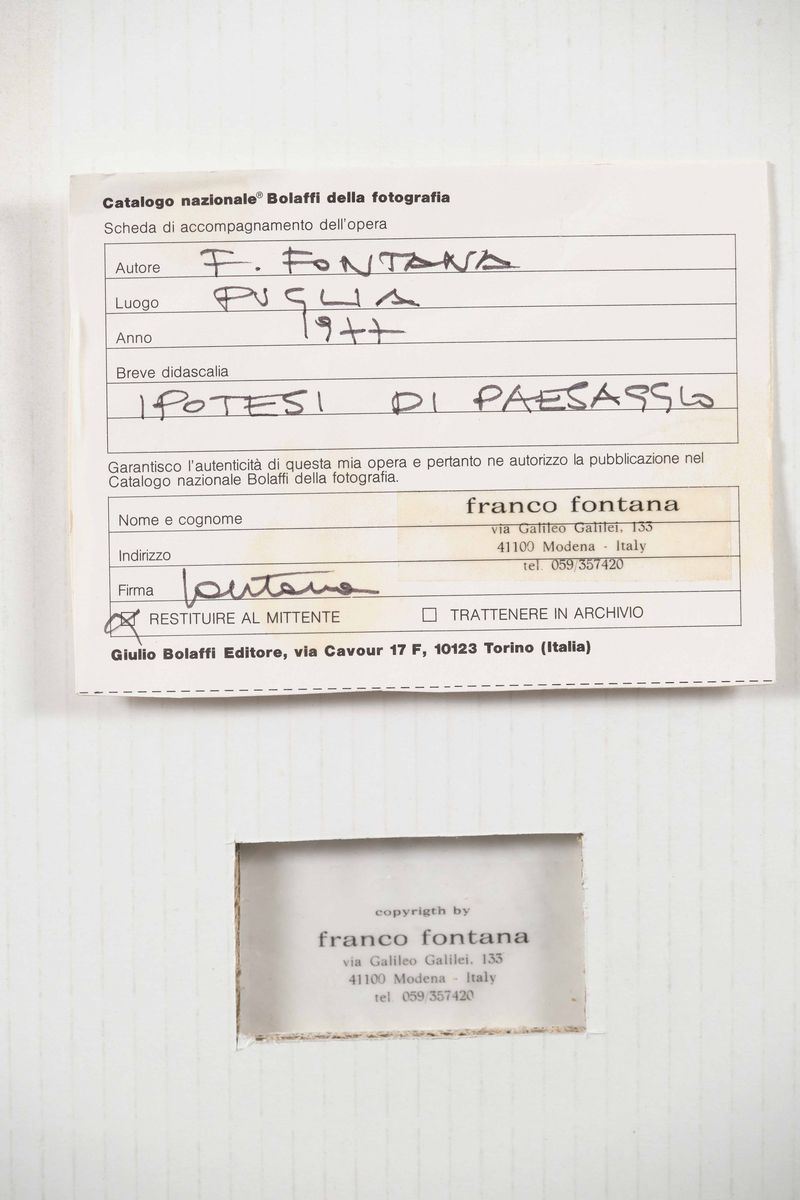 Catalogo nazionale® Bolaffi della fotografia
Scheda di accompagnamento dell'opera
Autore F. FONTANA
Luogo PUGLIA
Anno 1977
Breve didascalia
IPOTESI DI PAESAGGIO
Garantisco l'autenticità di questa mia opera e pertanto ne autorizzo la pubblicazione nel
Catalogo nazionale Bolaffi della fotografia.
Nome e cognome franco fontana
via Galileo Galilei, 133
Indirizzo 41100 Modena - Italy
tel. 059/357420
Firma fontana
RESTITUIRE AL MITTENTE TRATTENERE IN ARCHIVIO
Giulio Bolaffi Editore, via Cavour 17 F, 10123 Torino (Italia)
copyrigth by
franco fontana
via Galileo Galilei, 133
41100 Modena - Italy
tel. 059/357420